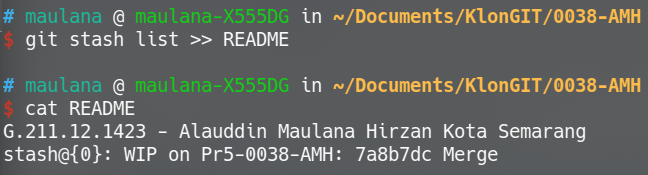 # maulana @ maulana-X555DG in ~/Documents/KlonGIT/0038-AMH
$ git stash list >> README
# maulana @ maulana-X555DG in ~/Documents/KlonGIT/0038-AMH
$ cat README
G.211.12.1423 - Alauddin Maulana Hirzan Kota Semarang
stash@{0}: WIP on Pr5-0038-AMH: 7a8b7dc Merge